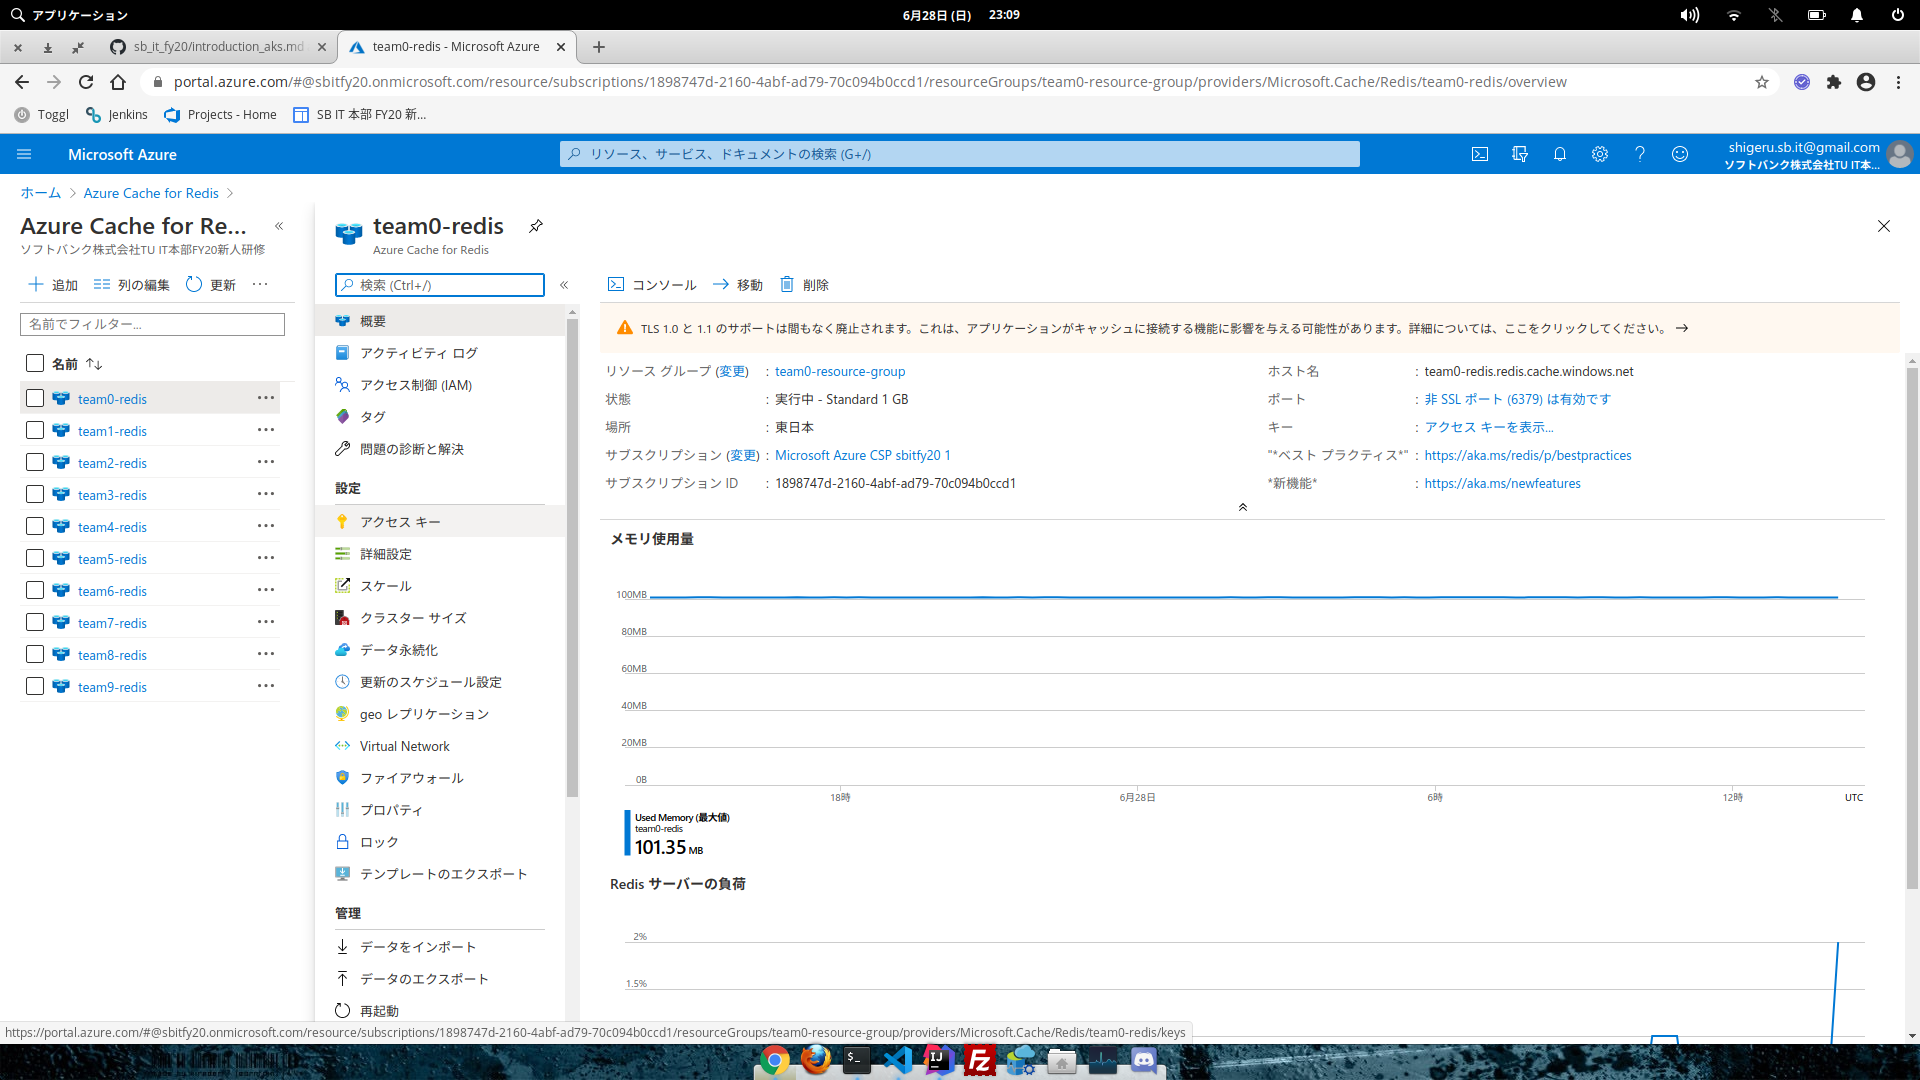 アプリケーション
6月28日 (日) 23:09
sb_it_fy20/introduction_aks.md
team0-redis - Microsoft Azure
portal.azure.com/#@sbitfy20.onmicrosoft.com/resource/subscriptions/1898747d-2160-4abf-ad79-70c094b0ccd1/resourceGroups/team0-resource-group/providers/Microsoft.Cache/Redis/team0-redis/overview
Toggl
Jenkins
Projects - Home
SB IT 本部 FY20 新...
Microsoft Azure
リソース、サービス、ドキュメントの検索 (G+/)
shigeru.sb.it@gmail.com
ソフトバンク株式会社TU IT本...
ホーム
Azure Cache for Redis
Azure Cache for Re...
ソフトバンク株式会社TU IT本部FY20新人研修
追加
列の編集
更新
名前でフィルター...
名前
team0-redis
team1-redis
team2-redis
team3-redis
team4-redis
team5-redis
team6-redis
team7-redis
team8-redis
team9-redis
team0-redis
Azure Cache for Redis
検索 (Ctrl+/)
概要
アクティビティ ログ
アクセス制御 (IAM)
タグ
問題の診断と解決
設定
アクセス キー
詳細設定
スケール
クラスター サイズ
データ永続化
更新のスケジュール設定
geo レプリケーション
Virtual Network
ファイアウォール
プロパティ
ロック
テンプレートのエクスポート
管理
データをインポート
データのエクスポート
再起動
コンソール
移動
削除
TLS 1.0 と 1.1 のサポートは間もなく廃止されます。これは、アプリケーションがキャッシュに接続する機能に影響を与える可能性があります。詳細については、ここをクリックしてください。 →
リソース グループ (変更) : team0-resource-group
状態 : 実行中 - Standard 1 GB
場所 : 東日本
サブスクリプション (変更) : Microsoft Azure CSP sbitfy20 1
サブスクリプション ID : 1898747d-2160-4abf-ad79-70c094b0ccd1
ホスト名 : team0-redis.redis.cache.windows.net
ポート : 非 SSL ポート (6379) は有効です
キー : アクセス キーを表示...
"*ベスト プラクティス*" : https://aka.ms/redis/p/bestpractices
*新機能* : https://aka.ms/newfeatures
メモリ使用量
100MB
80MB
60MB
40MB
20MB
0B
18時
6月28日
6時
12時
UTC
Used Memory (最大値)
team0-redis
101.35 MB
Redis サーバーの負荷
2%
1.5%
https://portal.azure.com/#@sbitfy20.onmicrosoft.com/resource/subscriptions/1898747d-2160-4abf-ad79-70c094b0ccd1/resourceGroups/team0-resource-group/providers/Microsoft.Cache/Redis/team0-redis/keys